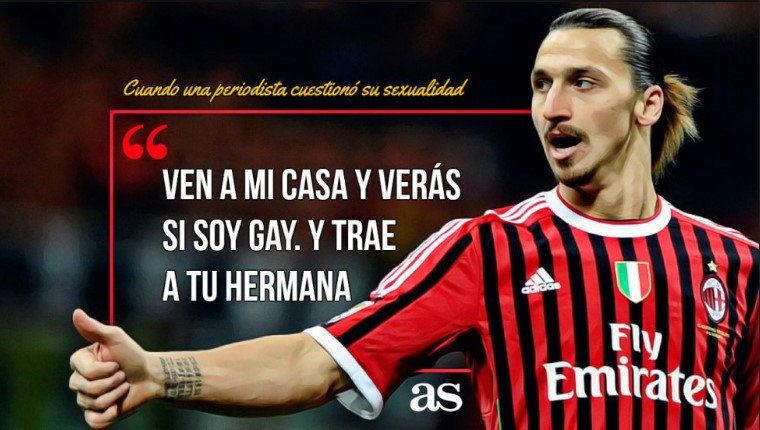 Cuando una periodista cuestionó su sexualidad
“
VEN A MI CASA Y VERÁS
SI SOY GAY. Y TRAE
A TU HERMANA
adidas
Fly
Emirates
as